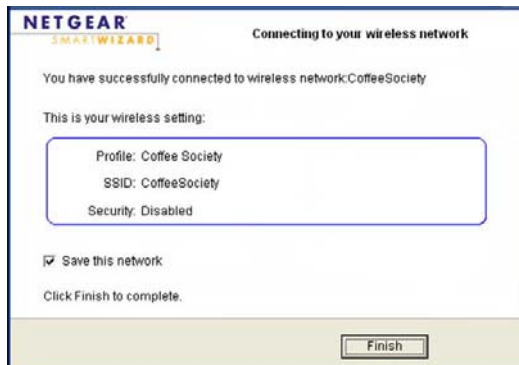 NETGEAR
SMARTWIZARD
Connecting to your wireless network
You have successfully connected to wireless network:CoffeeSociety
This is your wireless setting:
Profile: Coffee Society
SSID: CoffeeSociety
Security: Disabled
Save this network
Click Finish to complete.
Finish